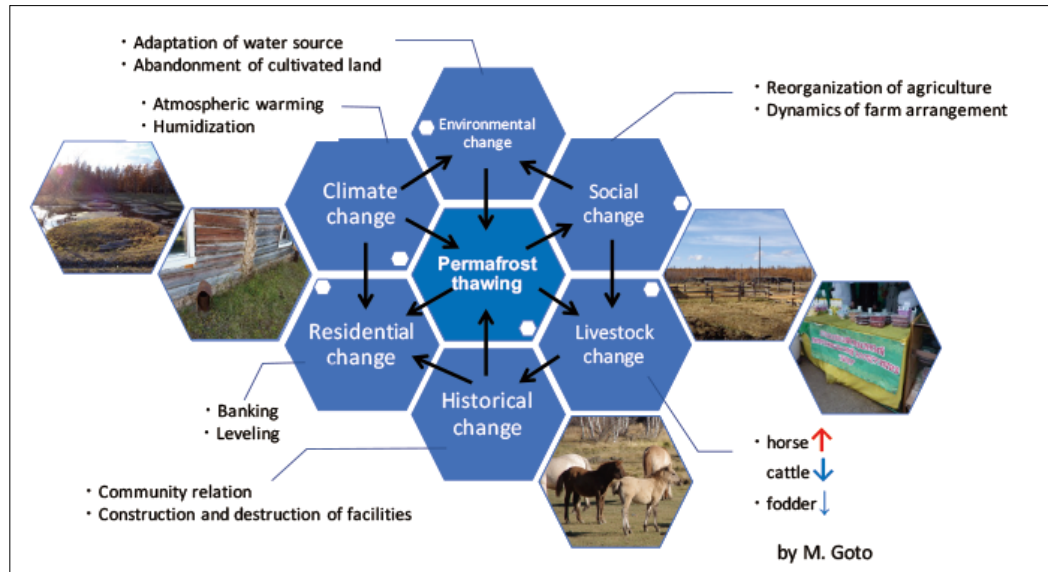 ・ Adaptation of water source
・ Abandonment of cultivated land
・ Atmospheric warming
・ Humidization
・ Reorganization of agriculture
・ Dynamics of farm arrangement
Environmental
change
Climate
change
Social
change
Permafrost
thawing
Residential
change
Livestock
change
Historical
change
・ Banking
・ Leveling
・ Community relation
・ Construction and destruction of facilities
・ horse ↑
cattle ↓
・ fodder ↓
by M. Goto